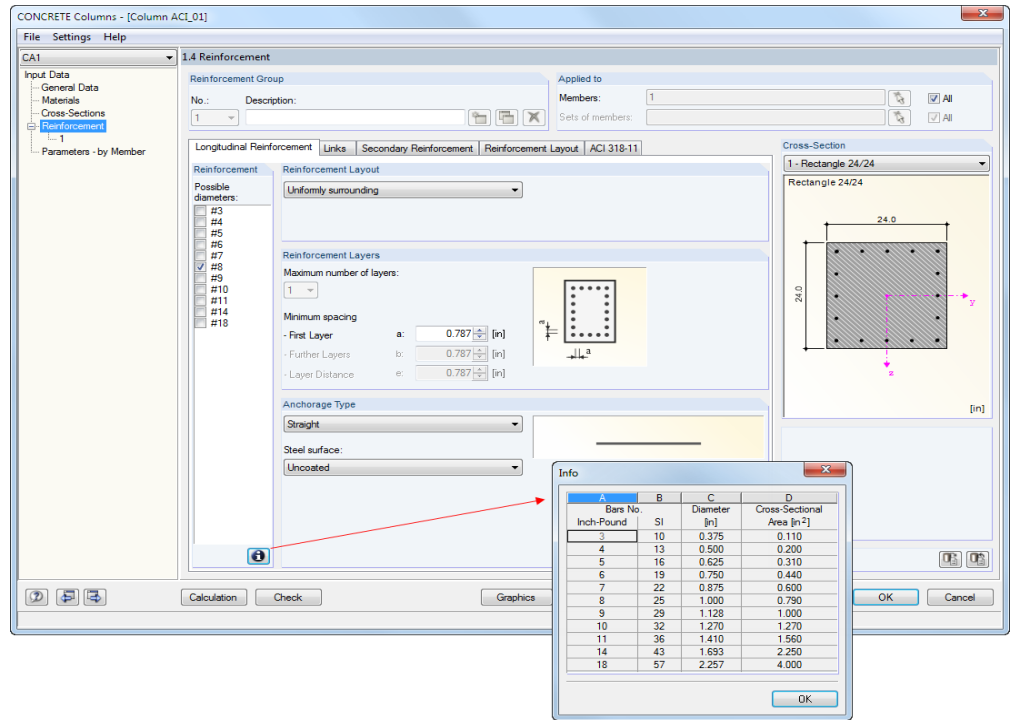 CONCRETE Columns - [Column ACI_01]
File Settings Help
CA1
Input Data
General Data
Materials
Cross-Sections
Reinforcement
1
Parameters - by Member
1.4 Reinforcement
Reinforcement Group
No.: Description:
1
Applied to
Members: 1 All
Sets of members: All
Longitudinal Reinforcement Links Secondary Reinforcement Reinforcement Layout ACI 318-11
Reinforcement
Possible
diameters:
#3
#4
#5
#6
#7
#8
#9
#10
#11
#14
#18
Reinforcement Layout
Uniformly surrounding
Reinforcement Layers
Maximum number of layers:
1
Minimum spacing
- First Layer a: 0.787 [in]
- Further Layers b: 0.787 [in]
- Layer Distance e: 0.787 [in]
a
a
Anchorage Type
Straight
Steel surface:
Uncoated
Cross-Section
1 - Rectangle 24/24
Rectangle 24/24
24.0
24.0
y
z
[in]
Calculation Check Graphics OK Cancel
Info
A B C D
Bars No. Diameter Cross-Sectional
Inch-Pound SI [in] Area [in²]
3 10 0.375 0.110
4 13 0.500 0.200
5 16 0.625 0.310
6 19 0.750 0.440
7 22 0.875 0.600
8 25 1.000 0.790
9 29 1.128 1.000
10 32 1.270 1.270
11 36 1.410 1.560
14 43 1.693 2.250
18 57 2.257 4.000
OK